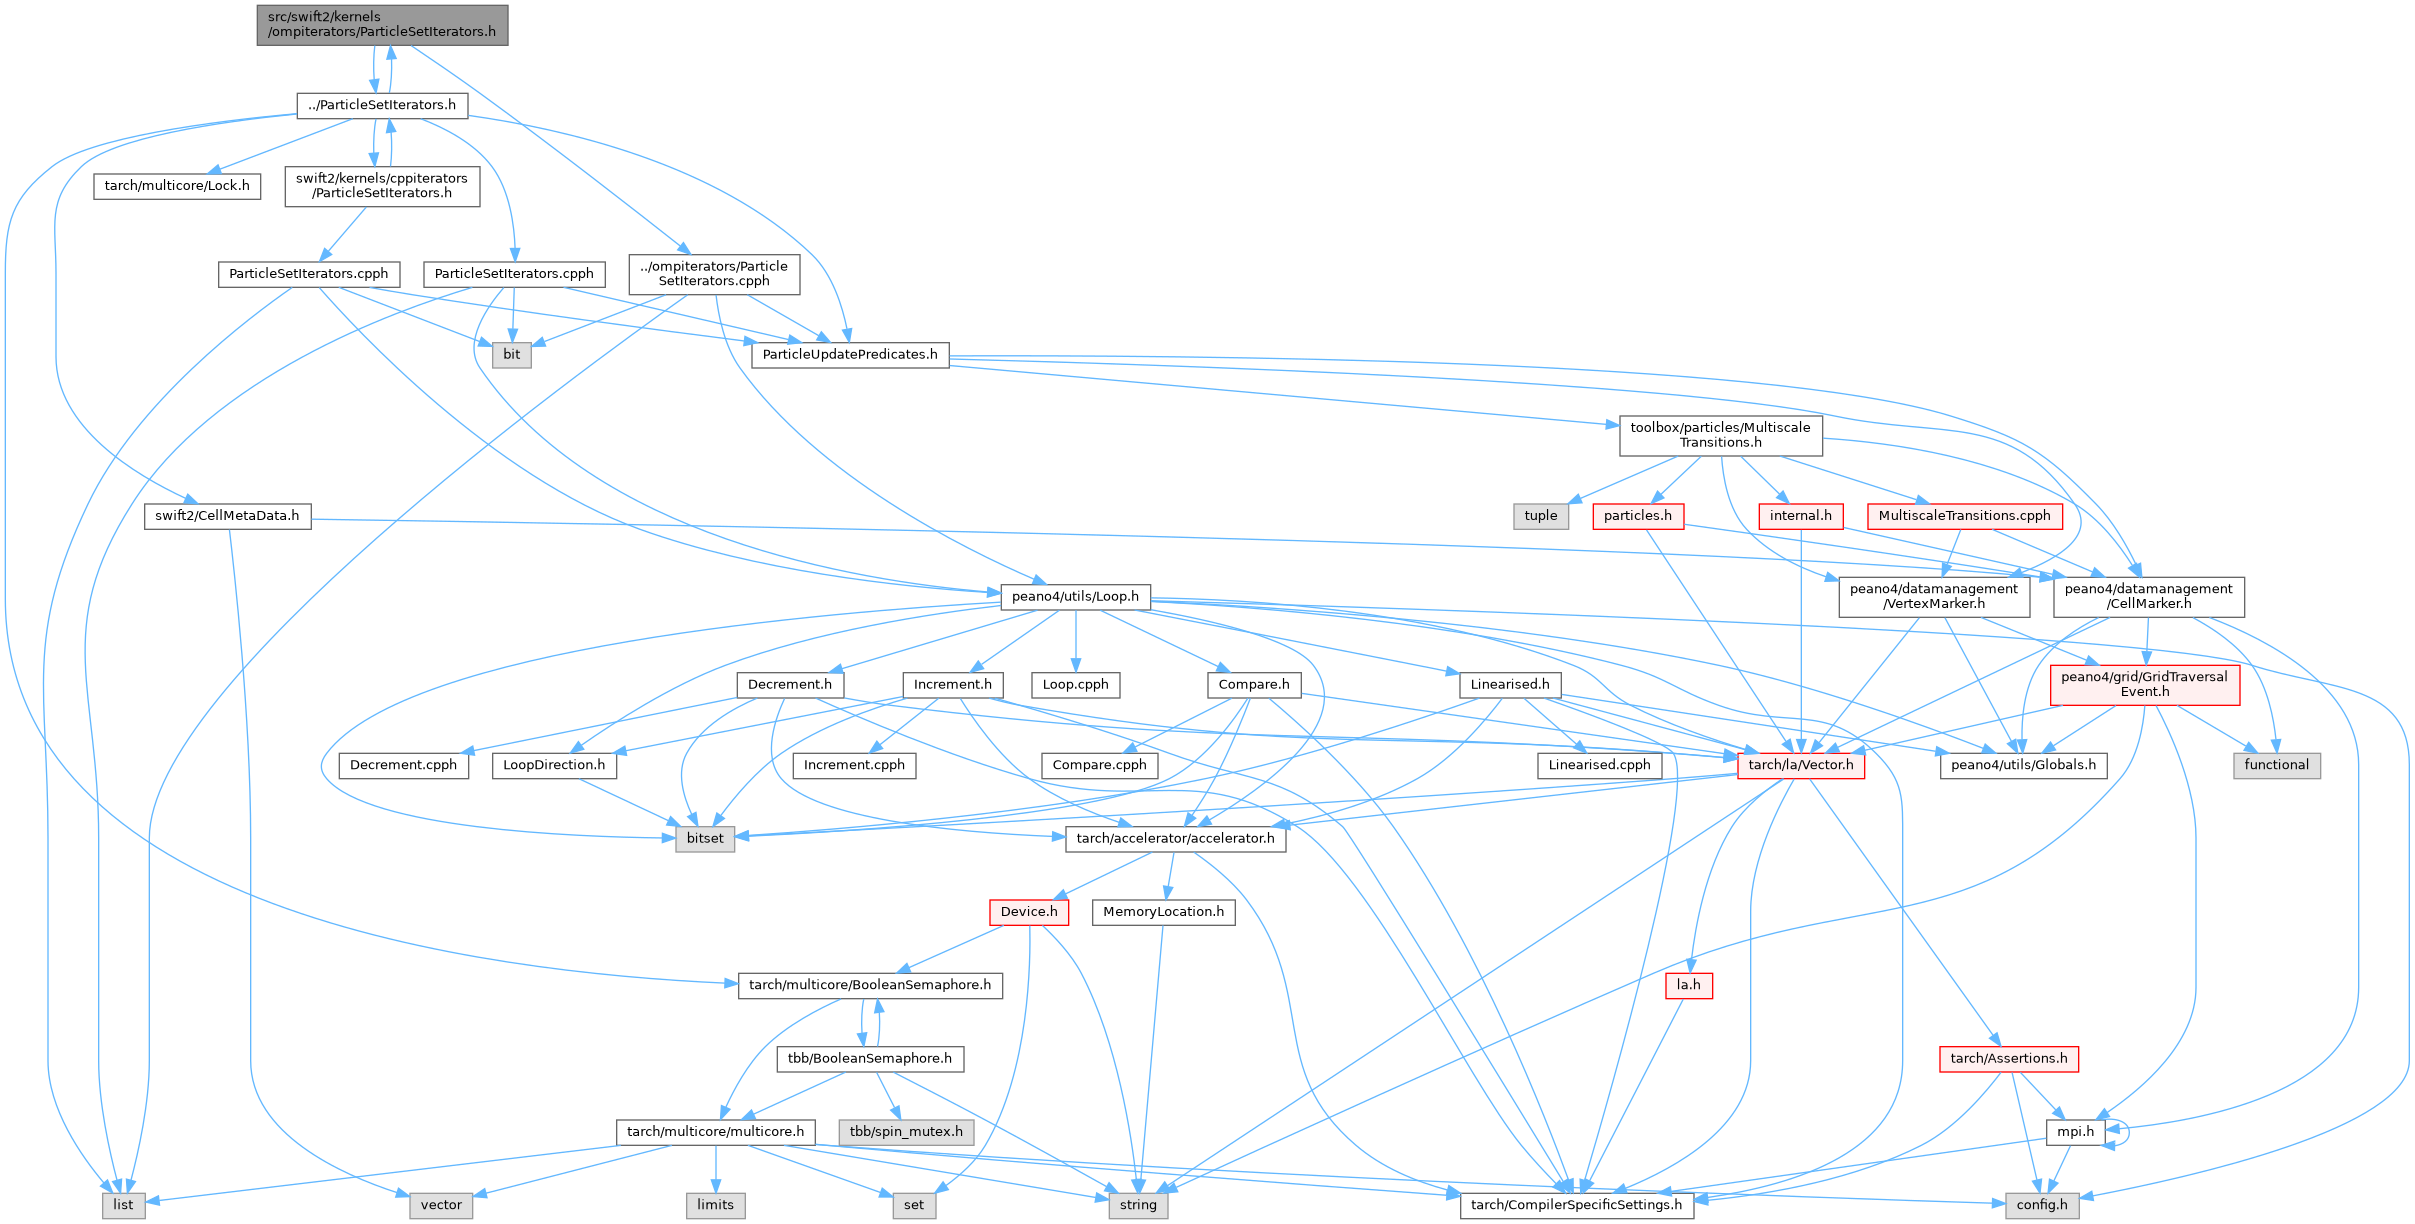 src/swift2/kernels
/ompiterators/ParticleSetIterators.h
../ParticleSetIterators.h
tarch/multicore/Lock.h
swift2/kernels/cppiterators
/ParticleSetIterators.h
ParticleSetIterators.cpph
ParticleSetIterators.cpph
../ompiterators/Particle
SetIterators.cpph
bit
ParticleUpdatePredicates.h
toolbox/particles/Multiscale
Transitions.h
swift2/CellMetaData.h
tuple
particles.h
internal.h
MultiscaleTransitions.cpph
peano4/utils/Loop.h
peano4/datamanagement
/VertexMarker.h
peano4/datamanagement
/CellMarker.h
Decrement.h
Increment.h
Loop.cpph
Compare.h
Linearised.h
peano4/grid/GridTraversal
Event.h
Decrement.cpph
LoopDirection.h
Increment.cpph
Compare.cpph
Linearised.cpph
tarch/la/Vector.h
peano4/utils/Globals.h
functional
bitset
tarch/accelerator/accelerator.h
Device.h
MemoryLocation.h
tarch/multicore/BooleanSemaphore.h
la.h
tbb/BooleanSemaphore.h
tarch/Assertions.h
tarch/multicore/multicore.h
tbb/spin_mutex.h
mpi.h
list
vector
limits
set
string
tarch/CompilerSpecificSettings.h
config.h